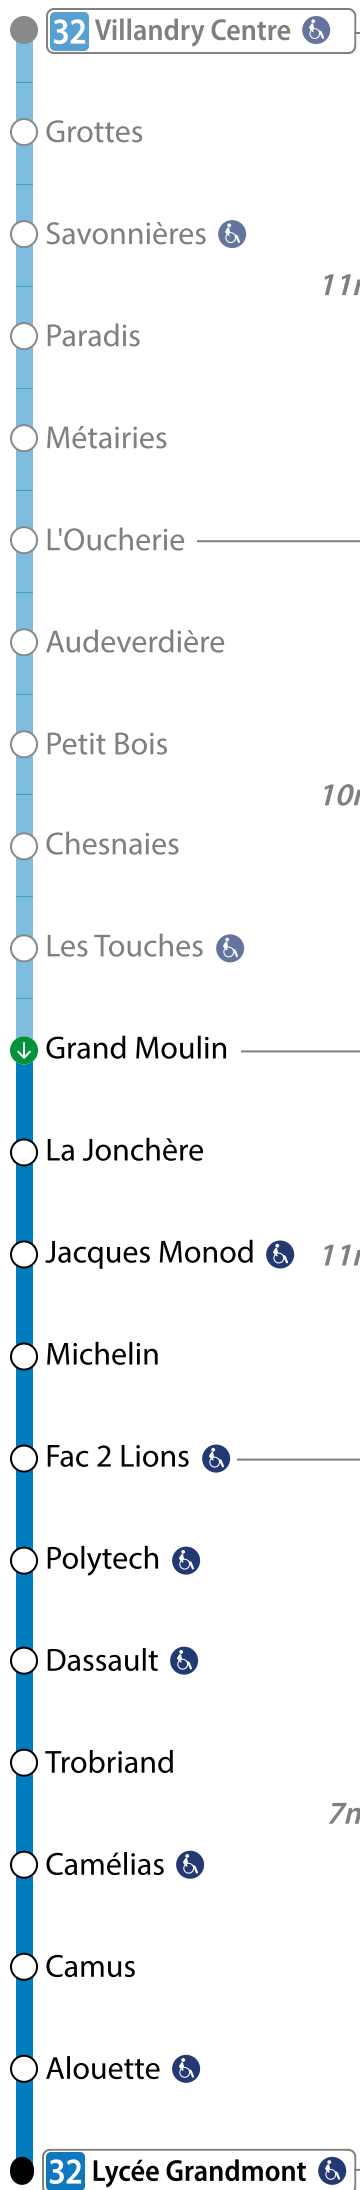 32 Villandry Centre
Grottes
Savonnières
Paradis
Métairies
L'Oucherie
Audeverdière
Petit Bois
Chesnaies
Les Touches
Grand Moulin
La Jonchère
Jacques Monod
Michelin
Fac 2 Lions
Polytech
Dassault
Trobriand
Camélias
Camus
Alouette
32 Lycée Grandmont